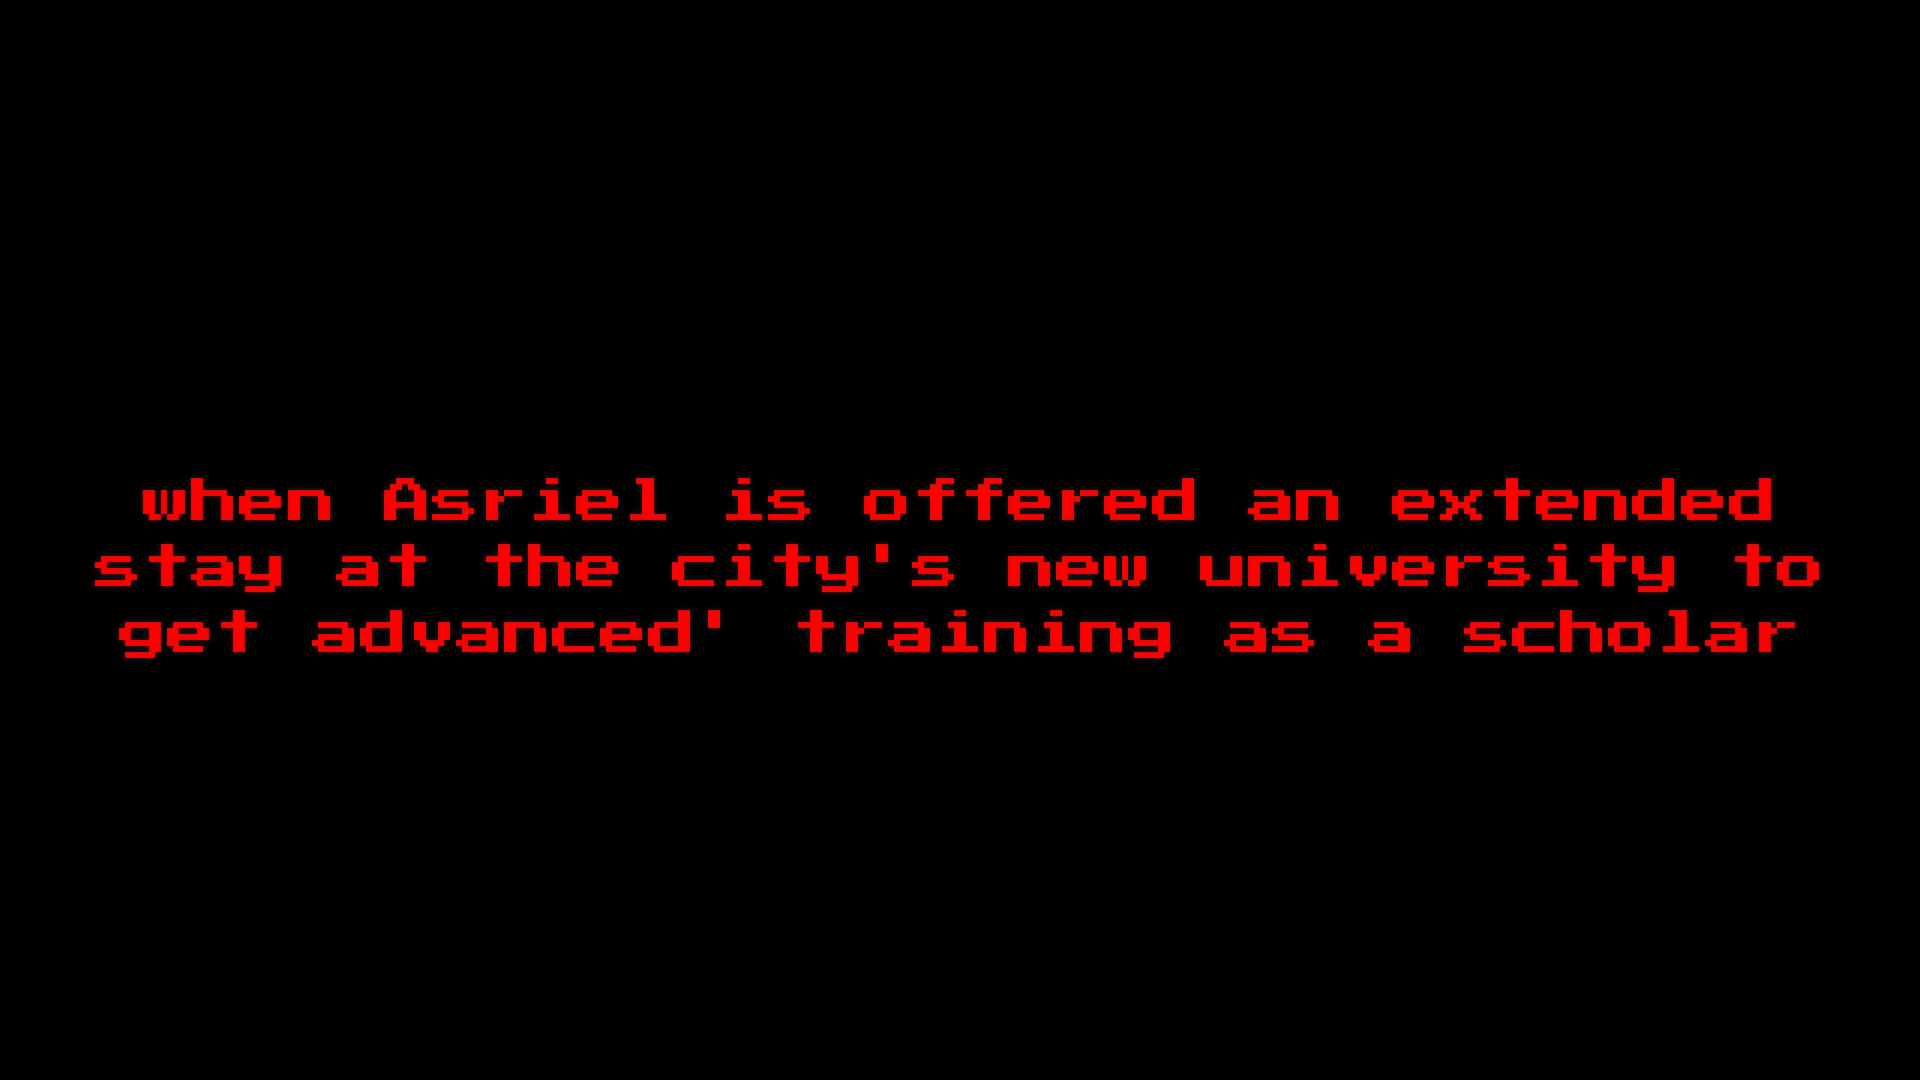 when Asriel is offered an extended
stay at the city's new university to
get advanced' training as a scholar